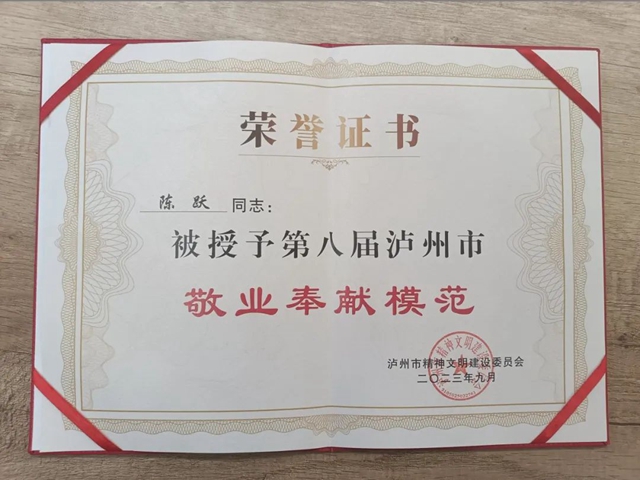 荣誉证书
陈跃 同志：
被授予第八届泸州市
敬业奉献模范
泸州市精神文明建设委员会
二〇二三年九月